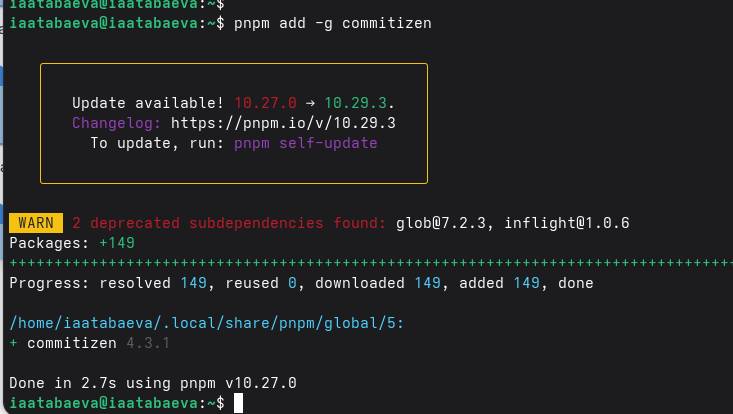 iaatabaeva@iaatabaeva:~$
iaatabaeva@iaatabaeva:~$ pnpm add -g commitizen
Update available! 10.27.0 → 10.29.3.
Changelog: https://pnpm.io/v/10.29.3
To update, run: pnpm self-update
WARN 2 deprecated subdependencies found: glob@7.2.3, inflight@1.0.6
Packages: +149
++++++++++++++++++++++++++++++++++++++++++++++++++++++++++++++++++++++++++++++++
Progress: resolved 149, reused 0, downloaded 149, added 149, done
/home/iaatabaeva/.local/share/pnpm/global/5:
+ commitizen 4.3.1
Done in 2.7s using pnpm v10.27.0
iaatabaeva@iaatabaeva:~$